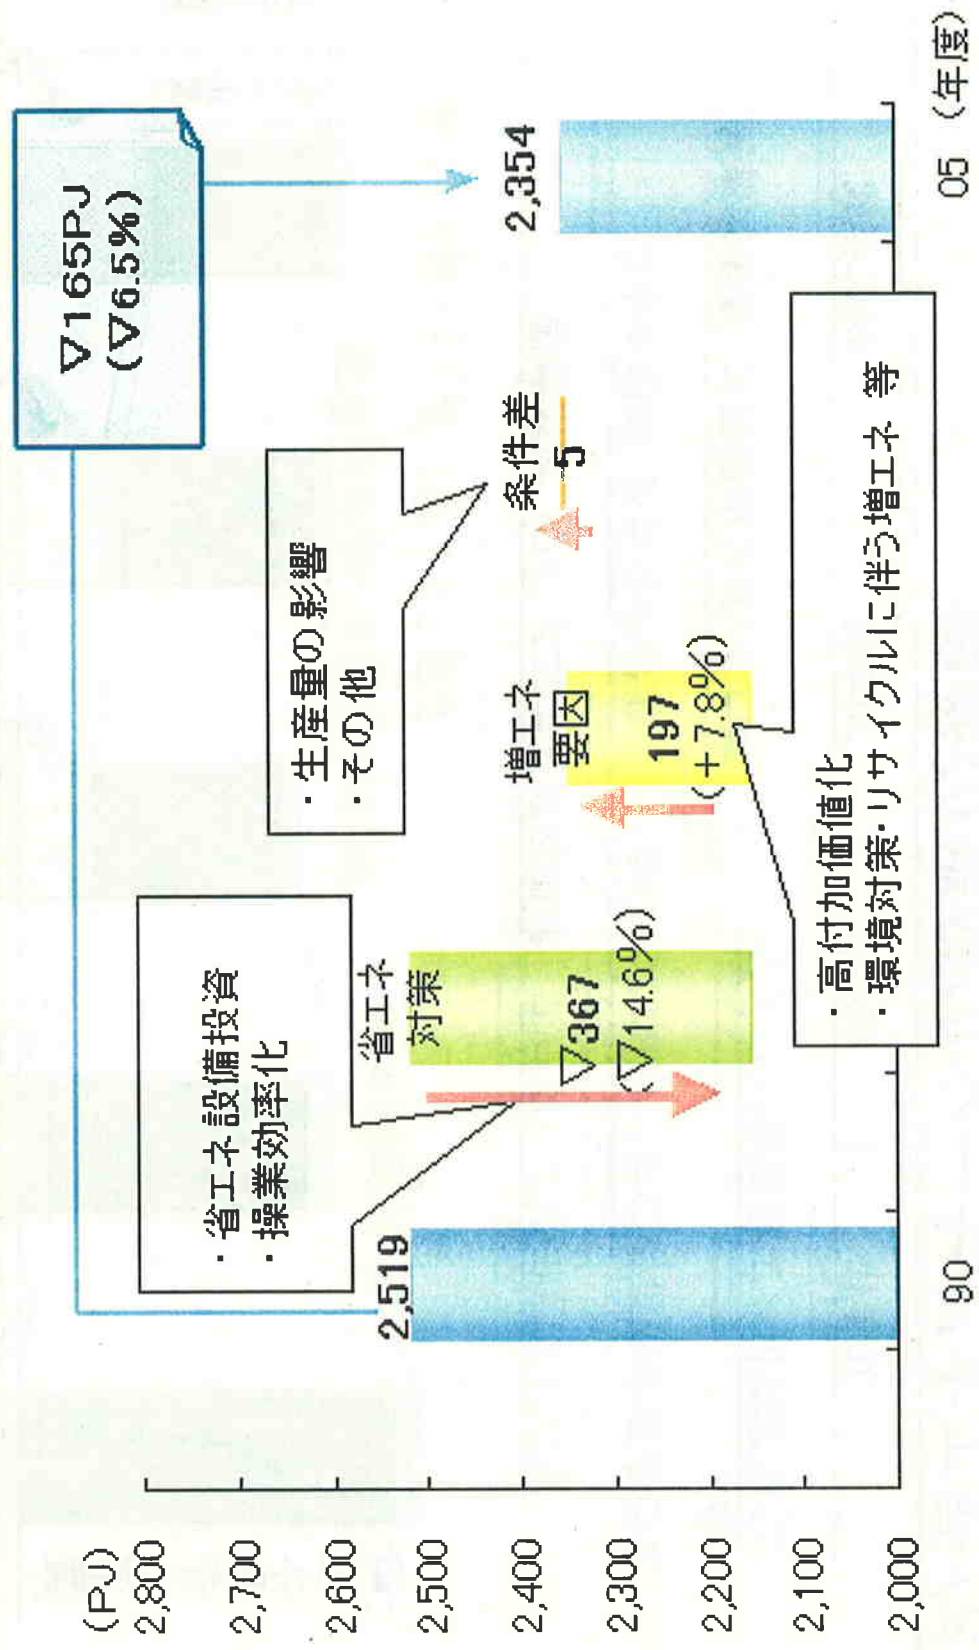 (PJ)
2,800
2,700
2,600
2,500
2,400
2,300
2,200
2,100
2,000
▽165PJ
(▽6.5%)
・省エネ設備投資
・操業効率化
・生産量の影響
・その他
2,519
省エネ
対策
▽367
(▽14.6%)
増エネ
要因
197
(+7.8%)
条件差
5
2,354
・高付加価値化
・環境対策・リサイクルに伴う増エネ 等
90
05 (年度)